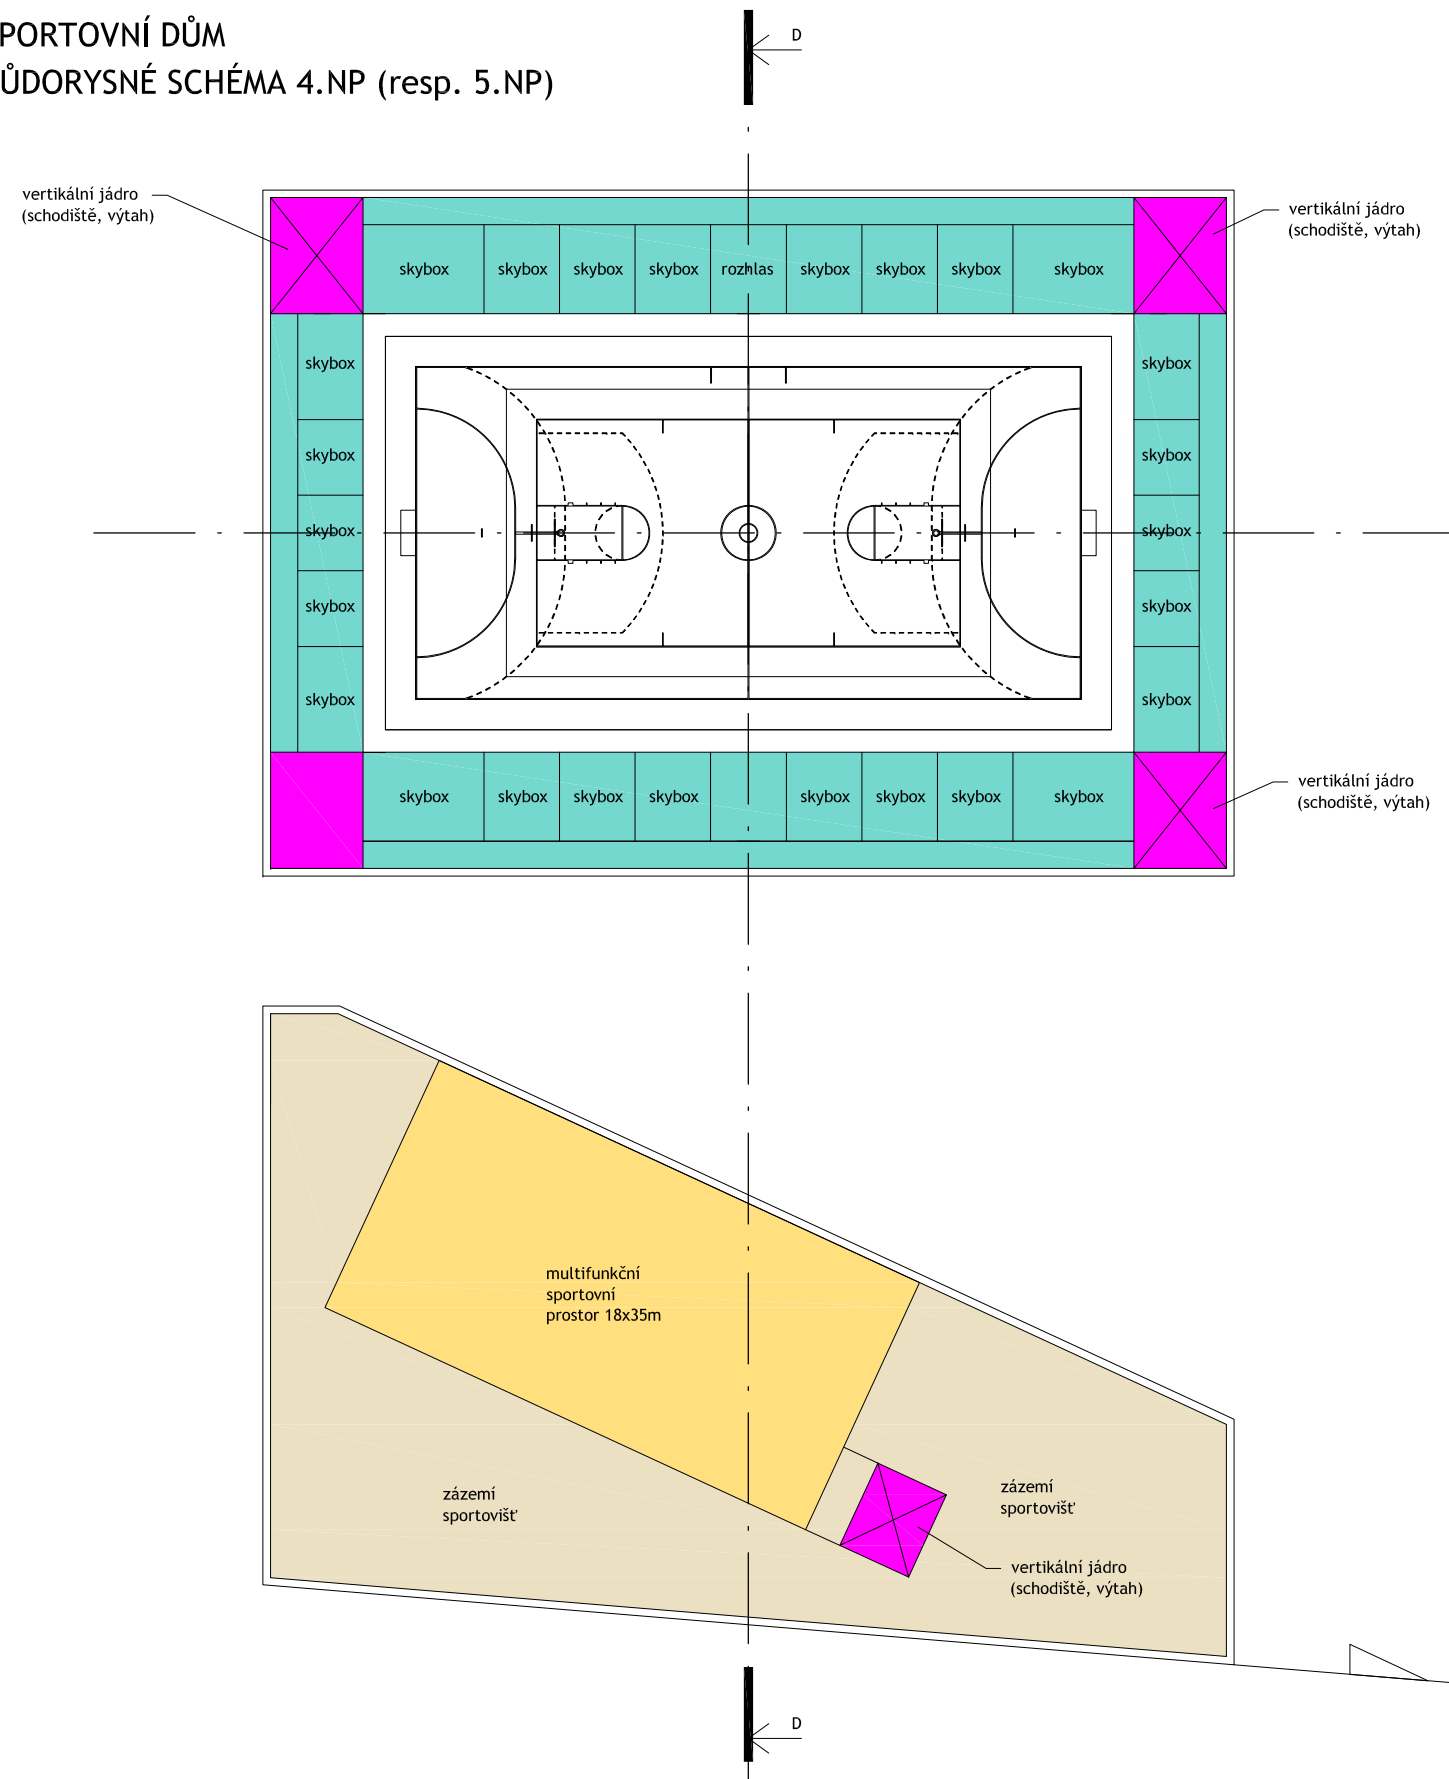 PORTOVNÍ DŮM
ŮDORYSNÉ SCHÉMA 4.NP (resp. 5.NP)
D
vertikální jádro
(schodiště, výtah)
vertikální jádro
(schodiště, výtah)
skybox skybox skybox skybox rozhlas skybox skybox skybox skybox
skybox skybox
skybox skybox
skybox skybox
skybox skybox
skybox skybox
skybox skybox skybox skybox skybox skybox skybox skybox
vertikální jádro
(schodiště, výtah)
multifunkční
sportovní
prostor 18x35m
zázemí
sportovišť
zázemí
sportovišť
vertikální jádro
(schodiště, výtah)
D